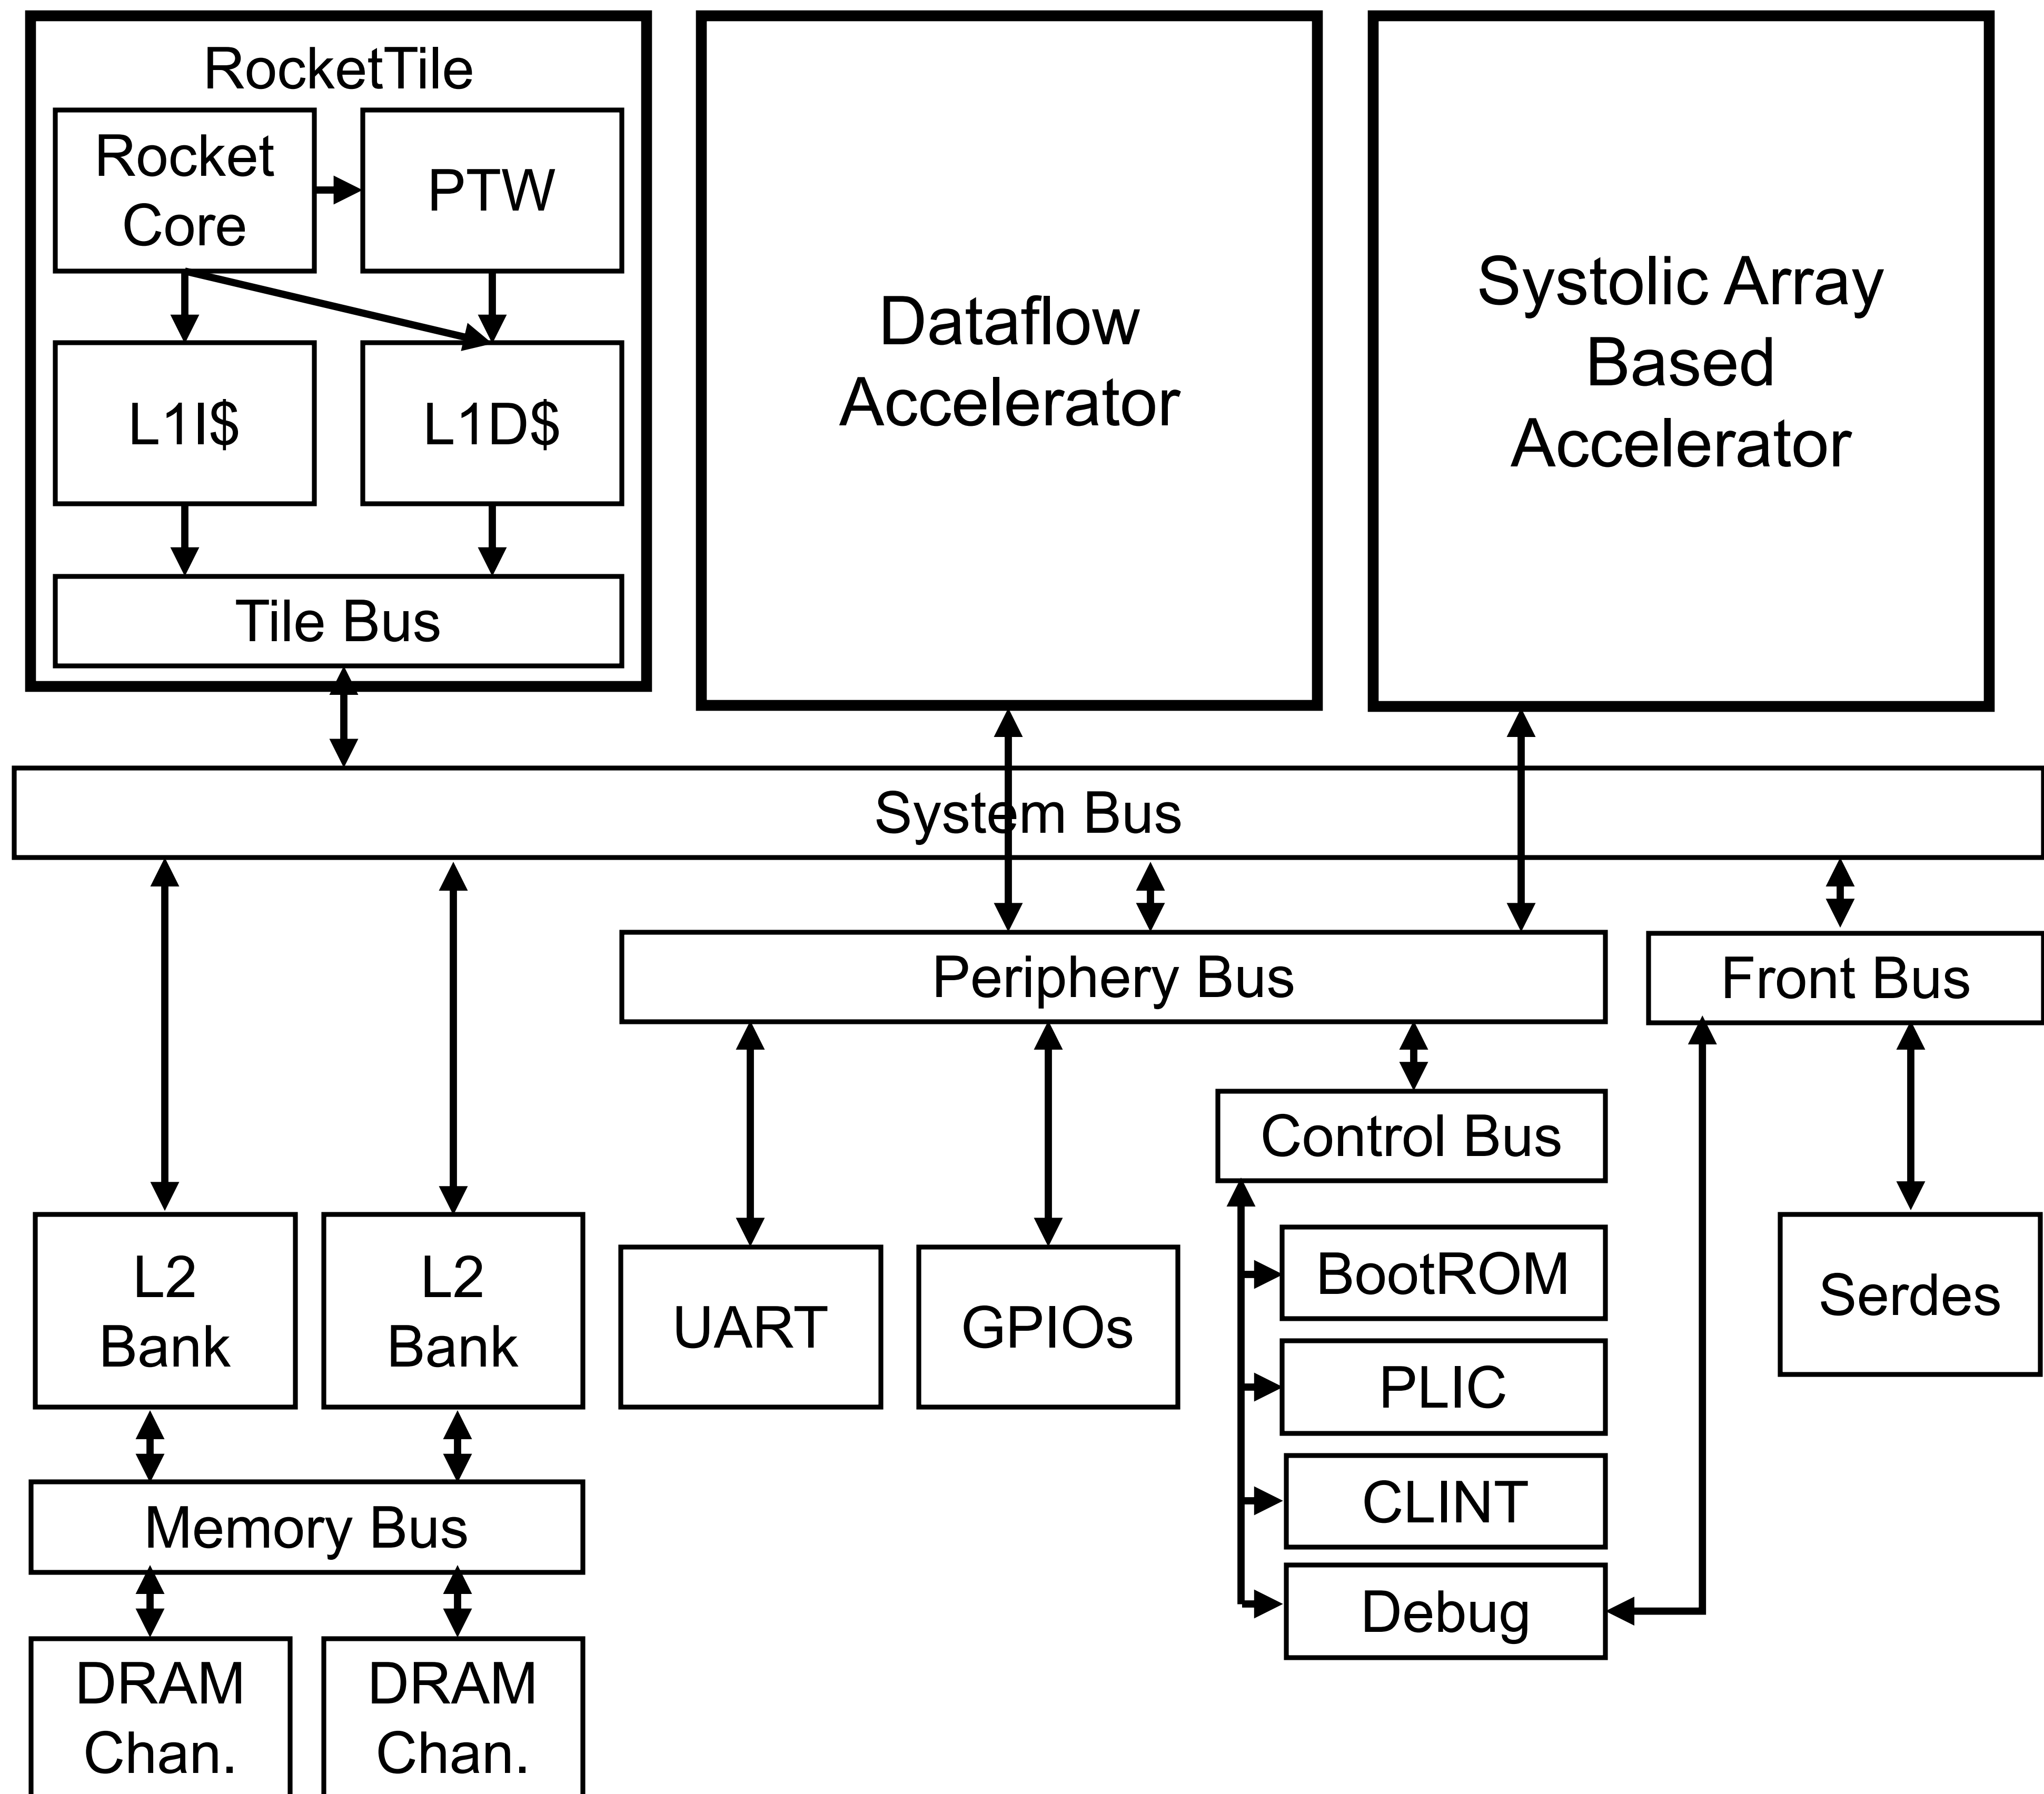 RocketTile
Rocket
Core
PTW
L1I$
L1D$
Tile Bus
Dataflow
Accelerator
Systolic Array
Based
Accelerator
System Bus
Periphery Bus
Front Bus
Control Bus
L2
Bank
L2
Bank
UART
GPIOs
BootROM
PLIC
CLINT
Debug
Serdes
Memory Bus
DRAM
Chan.
DRAM
Chan.